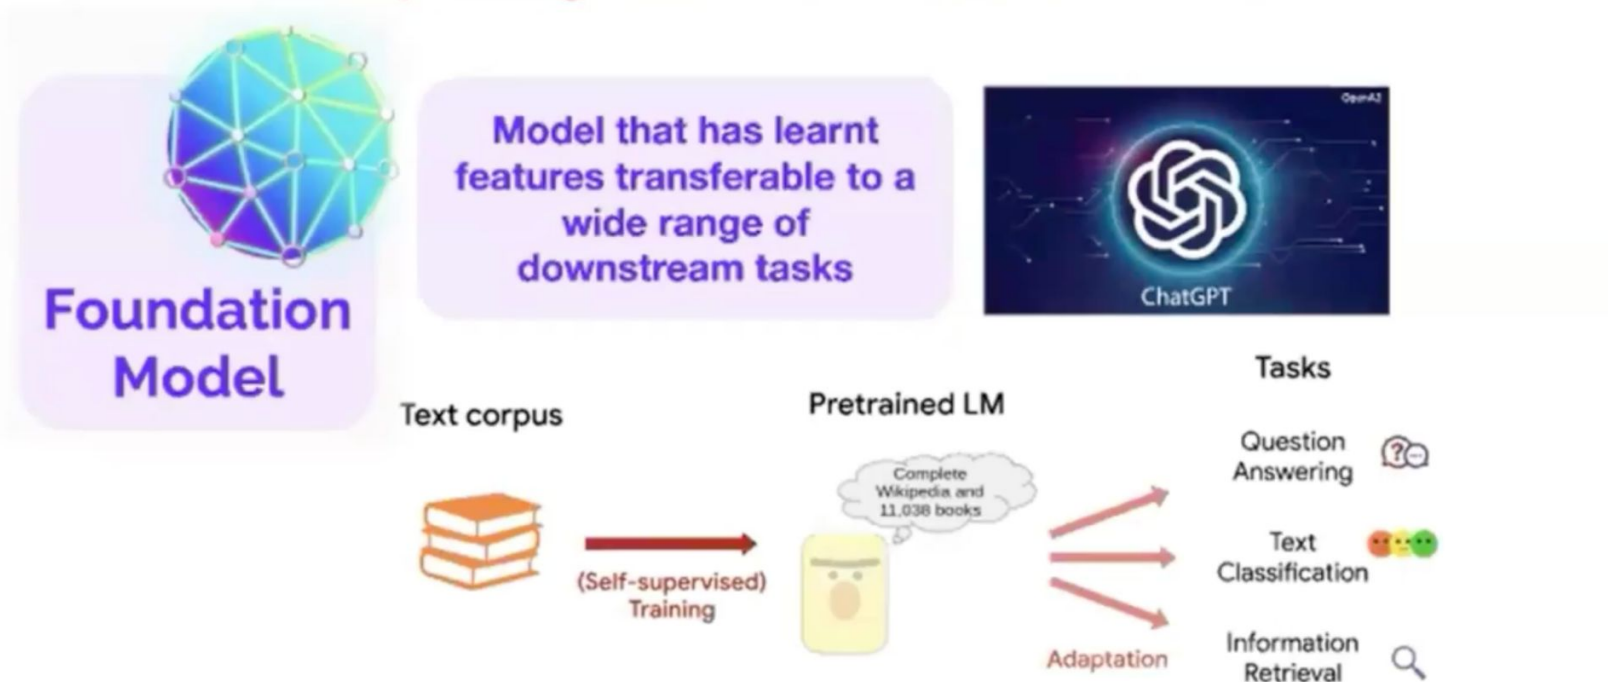 Foundation
Model
Model that has learnt
features transferable to a
wide range of
downstream tasks
OpenAI
ChatGPT
Text corpus
(Self-supervised)
Training
Pretrained LM
Complete
Wikipedia and
11,038 books
Adaptation
Tasks
Question
Answering
Text
Classification
Information
Retrieval